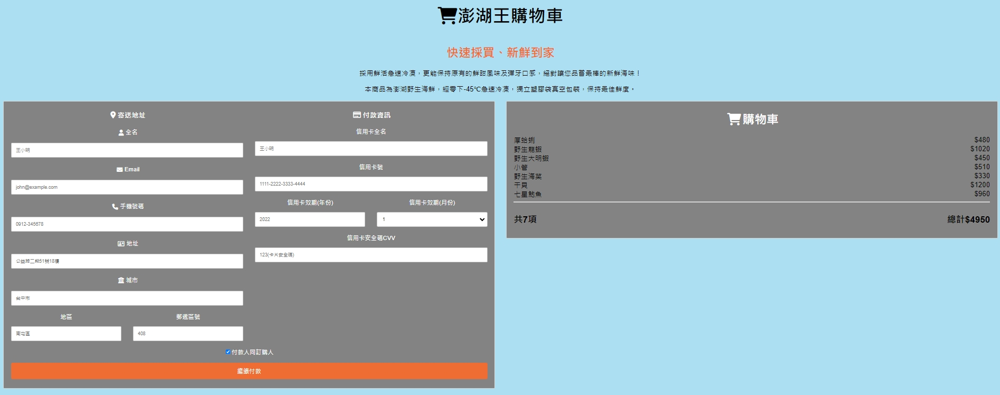 澎湖王購物車
快速採買、新鮮到家
採用鮮活急速冷凍，更能保持原有的鮮甜風味及彈牙口感，絕對讓您品嘗最棒的新鮮海味！
本商品為澎湖野生海鮮，經零下-45℃急速冷凍，獨立塑膠袋真空包裝，保持最佳鮮度。
寄送地址
全名
王小明
Email
john@example.com
手機號碼
0912-345678
地址
公益路二段51號18樓
城市
台中市
地區
郵遞區號
南屯區
408
付款資訊
信用卡全名
王小明
信用卡號
1111-2222-3333-4444
信用卡效期(年份)
信用卡效期(月份)
2022
1
信用卡安全碼CVV
123(卡片安全碼)
付款人同訂購人
繼續付款
購物車
厚蛤蜊 $480
野生龍蝦 $1020
野生大明蝦 $450
小管 $510
野生海菜 $330
干貝 $1200
七星鮑魚 $960
共7項 總計$4950